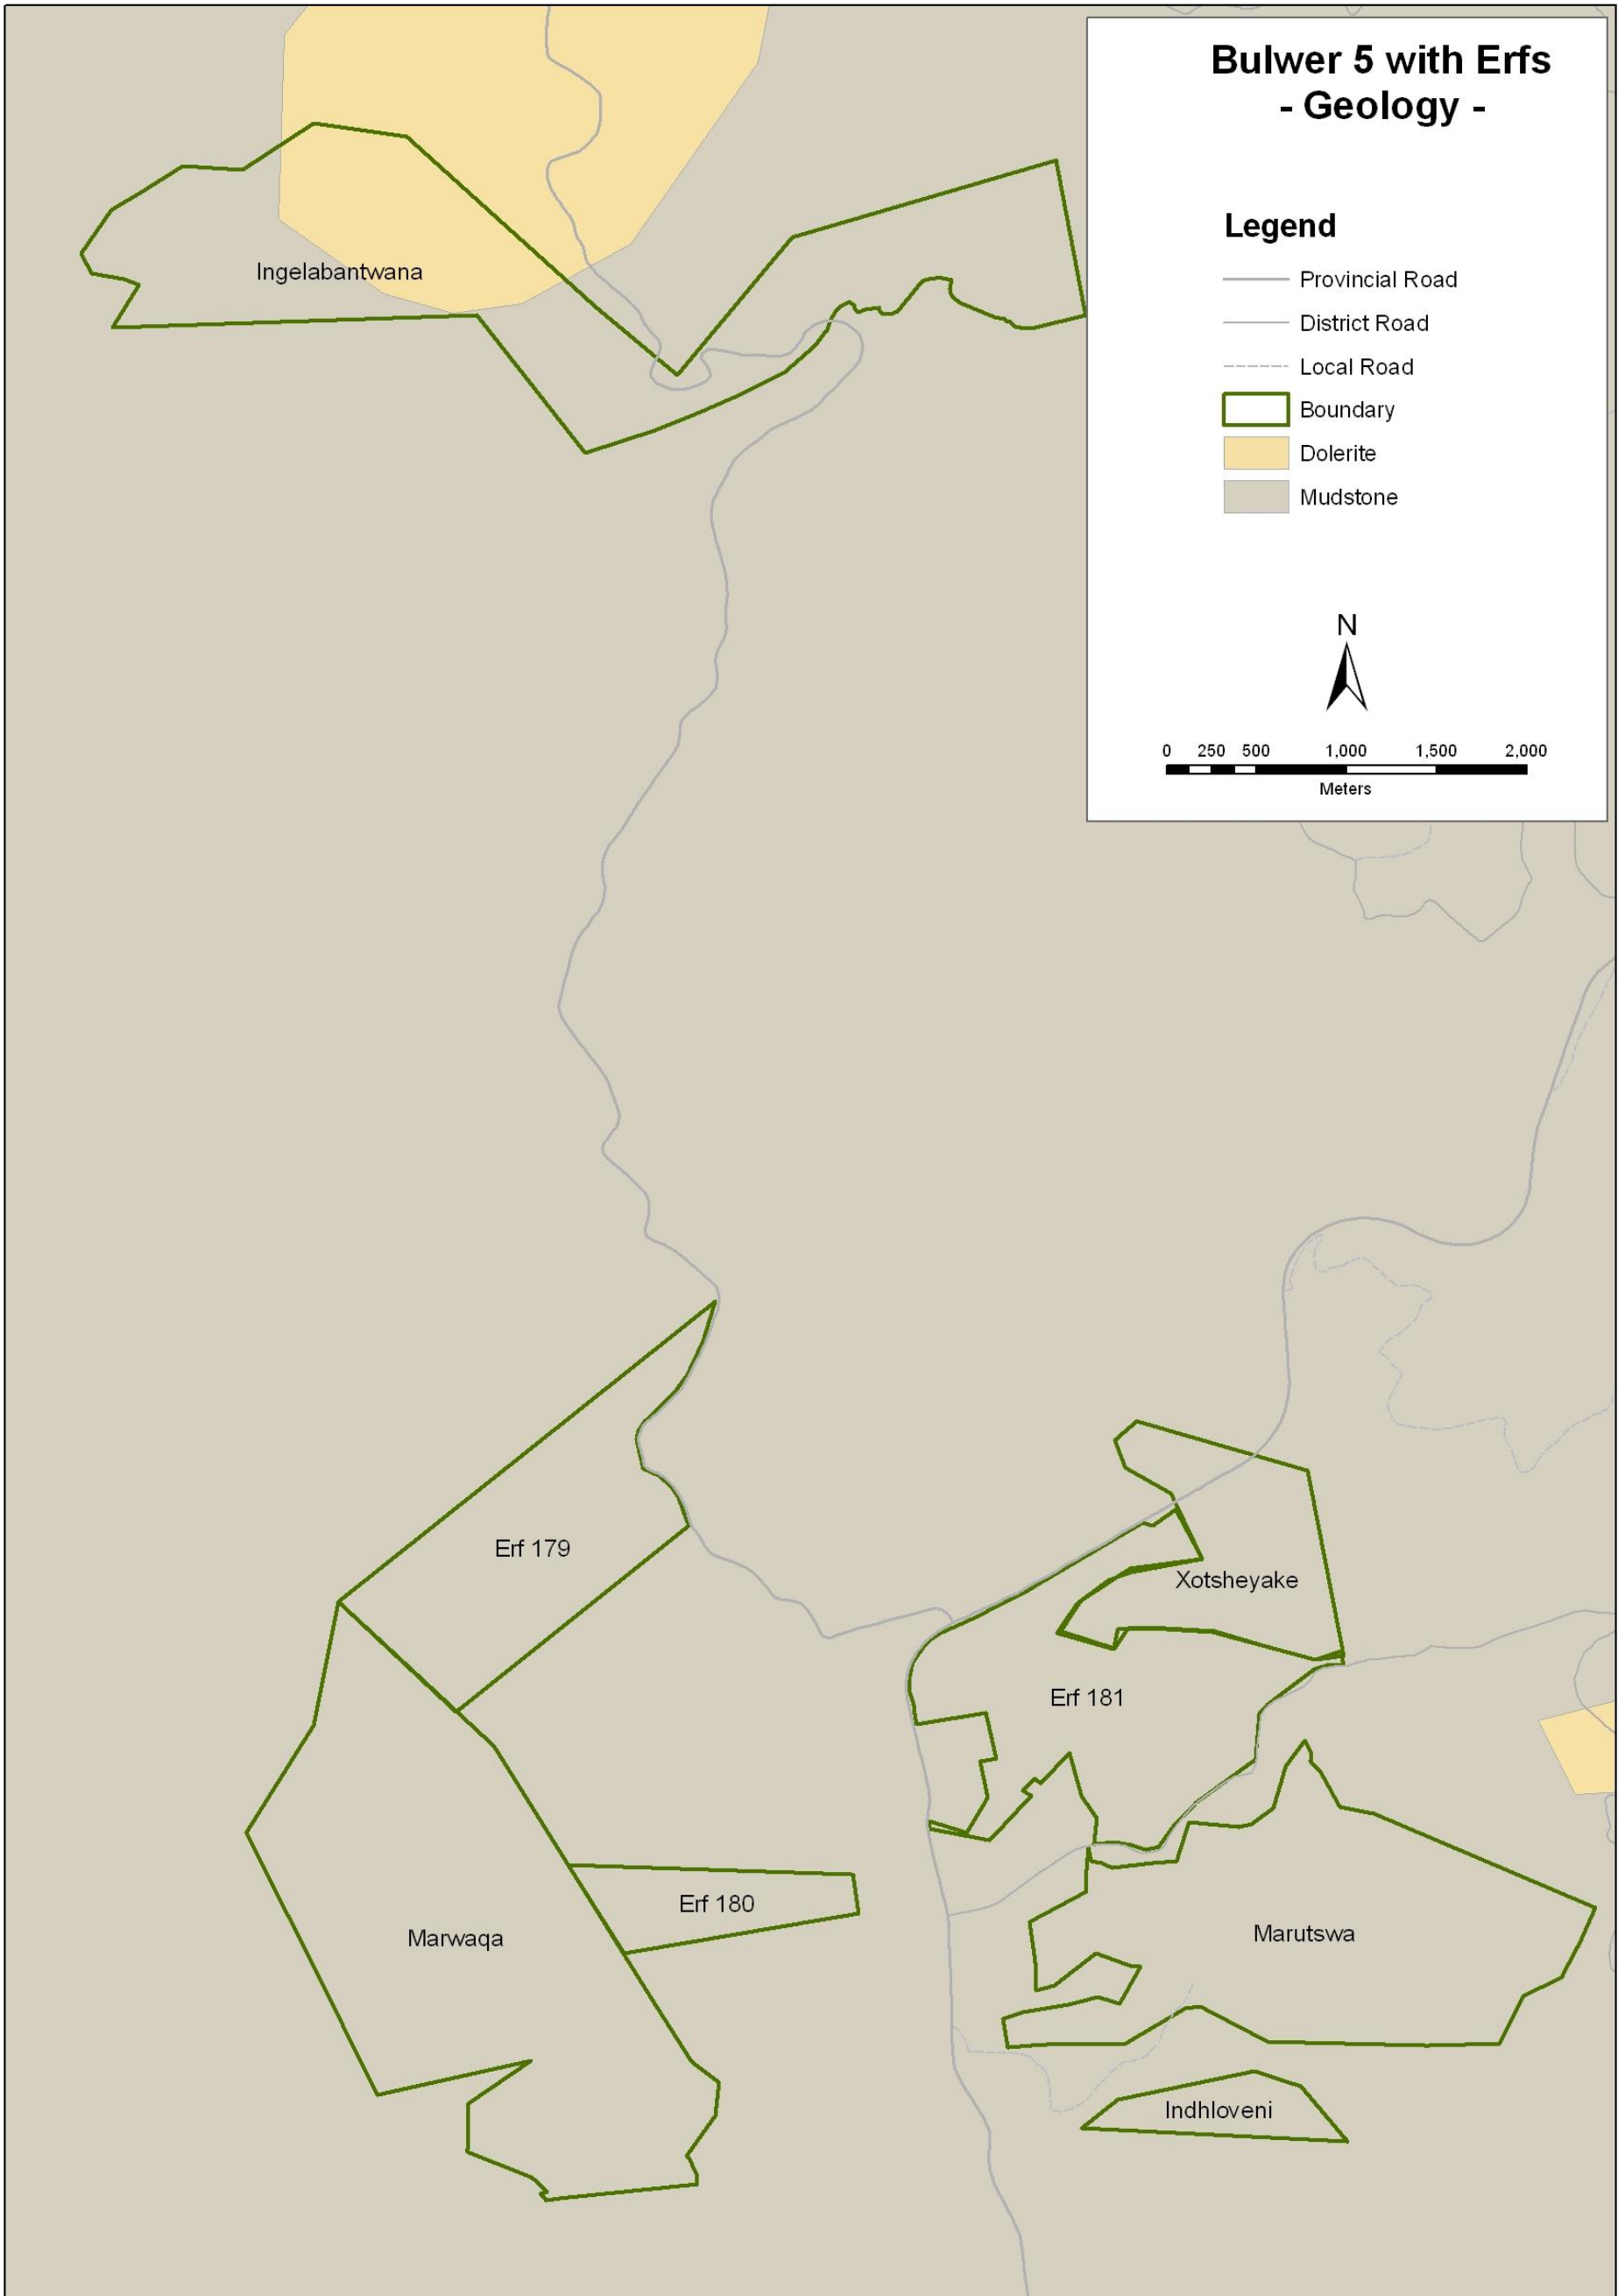 Bulwer 5 with Erfs
- Geology -
Legend
Provincial Road
District Road
Local Road
Boundary
Dolerite
Mudstone
N
0 250 500 1,000 1,500 2,000
Meters
Ingelabantwana
Erf 179
Xotsheyake
Erf 181
Erf 180
Marwaqa
Marutswa
Indhloveni